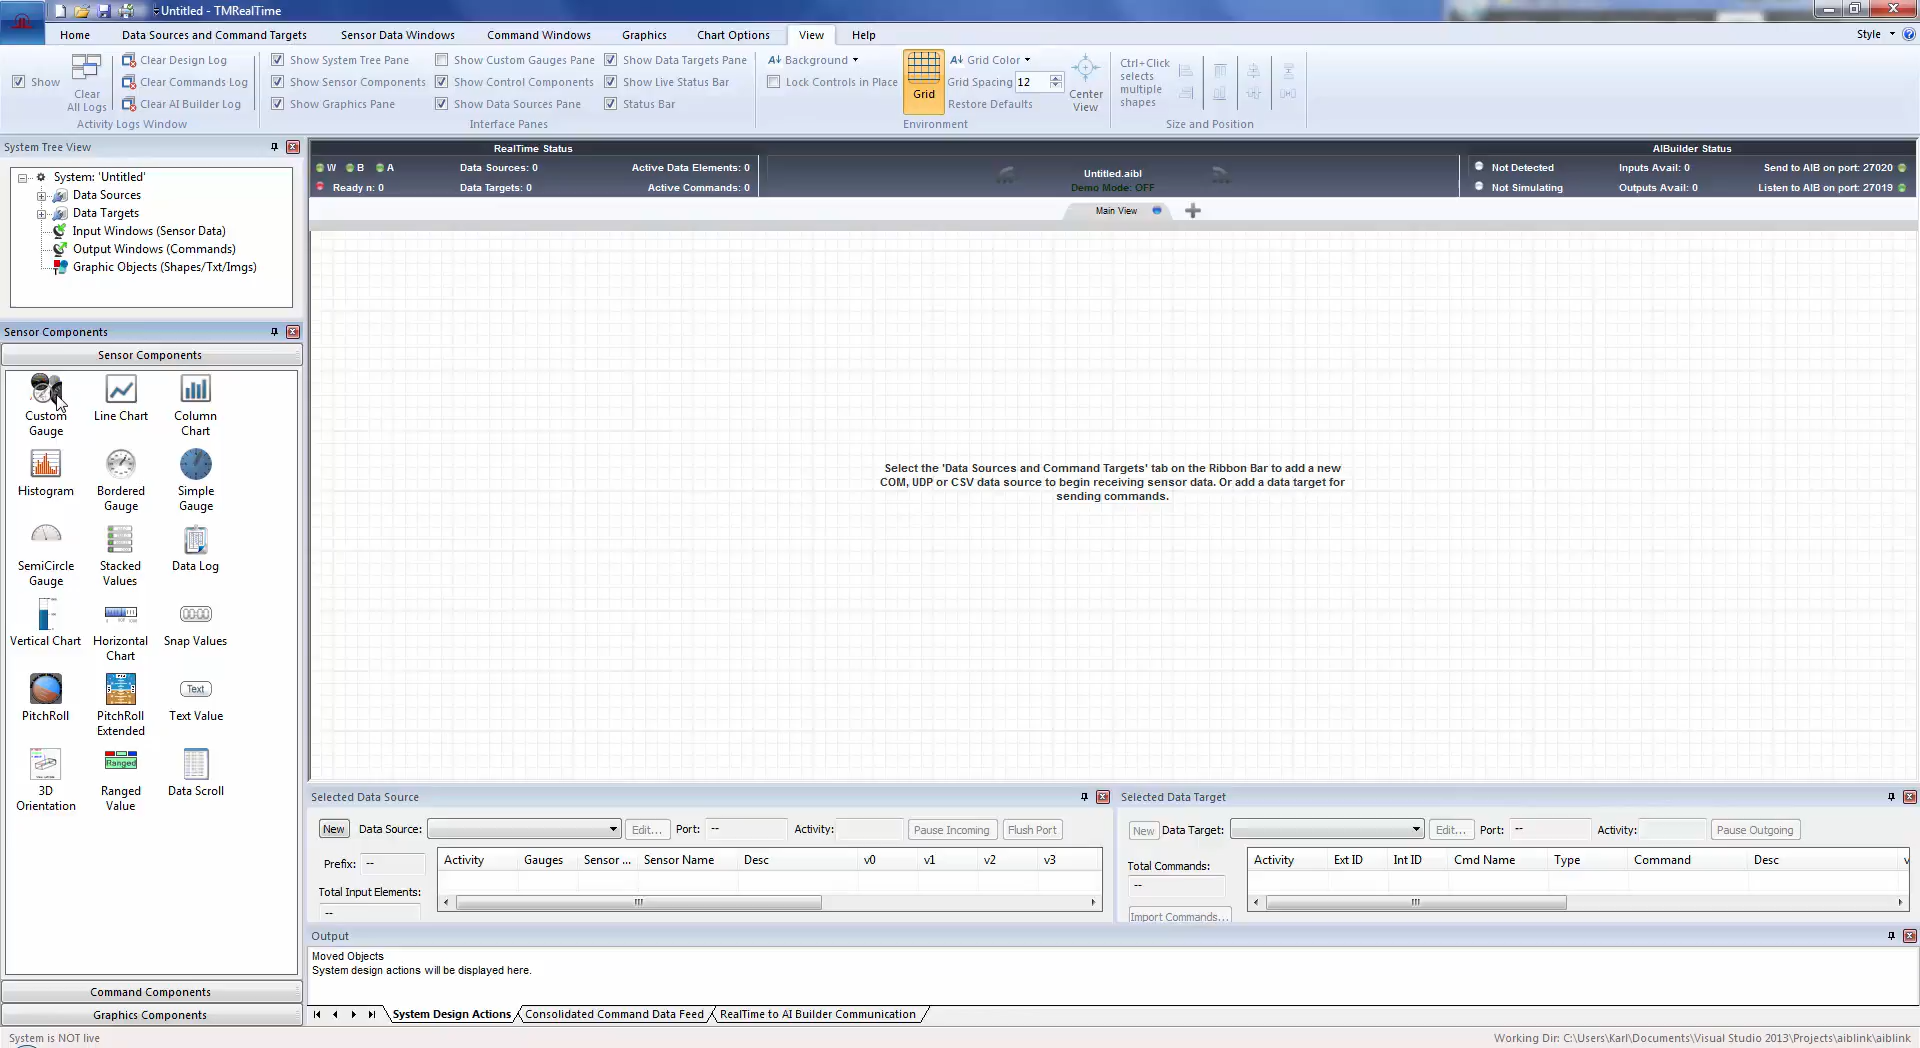 Untitled - TMRealTime
Home Data Sources and Command Targets Sensor Data Windows Command Windows Graphics Chart Options View Help Style
Show
Clear All Logs
Clear Design Log
Clear Commands Log
Clear AI Builder Log
Activity Logs Window
Show System Tree Pane
Show Sensor Components
Show Graphics Pane
Show Custom Gauges Pane
Show Control Components
Show Data Sources Pane
Show Data Targets Pane
Show Live Status Bar
Status Bar
Interface Panes
Background
Lock Controls in Place
Grid
Grid Color
Grid Spacing 12
Restore Defaults
Center View
Environment
Ctrl+Click
selects
multiple
shapes
Size and Position
System Tree View
System: 'Untitled'
Data Sources
Data Targets
Input Windows (Sensor Data)
Output Windows (Commands)
Graphic Objects (Shapes/Txt/Imgs)
Sensor Components
Sensor Components
Custom Gauge
Line Chart
Column Chart
Histogram
Bordered Gauge
Simple Gauge
SemiCircle Gauge
Stacked Values
Data Log
Vertical Chart
Horizontal Chart
00:00
Snap Values
PitchRoll
PitchRoll Extended
Text
Text Value
3D Orientation
Ranged
Ranged Value
Data Scroll
Command Components
Graphics Components
RealTime Status
W B A Data Sources: 0 Active Data Elements: 0
Ready n: 0 Data Targets: 0 Active Commands: 0
Untitled.aibl
Demo Mode: OFF
AIBuilder Status
Not Detected Inputs Avail: 0 Send to AIB on port: 27020
Not Simulating Outputs Avail: 0 Listen to AIB on port: 27019
Main View
Select the 'Data Sources and Command Targets' tab on the Ribbon Bar to add a new
COM, UDP or CSV data source to begin receiving sensor data. Or add a data target for
sending commands.
Selected Data Source
New Data Source: Edit... Port: -- Activity: Pause Incoming Flush Port
Prefix: --
Total Input Elements:
--
Activity Gauges Sensor ... Sensor Name Desc v0 v1 v2 v3
Selected Data Target
New Data Target: Edit... Port: -- Activity: Pause Outgoing
Total Commands:
--
Import Commands...
Activity Ext ID Int ID Cmd Name Type Command Desc v
Output
Moved Objects
System design actions will be displayed here.
System Design Actions Consolidated Command Data Feed RealTime to AI Builder Communication
System is NOT live
Working Dir: C:\Users\Karl\Documents\Visual Studio 2013\Projects\aiblink\aiblink